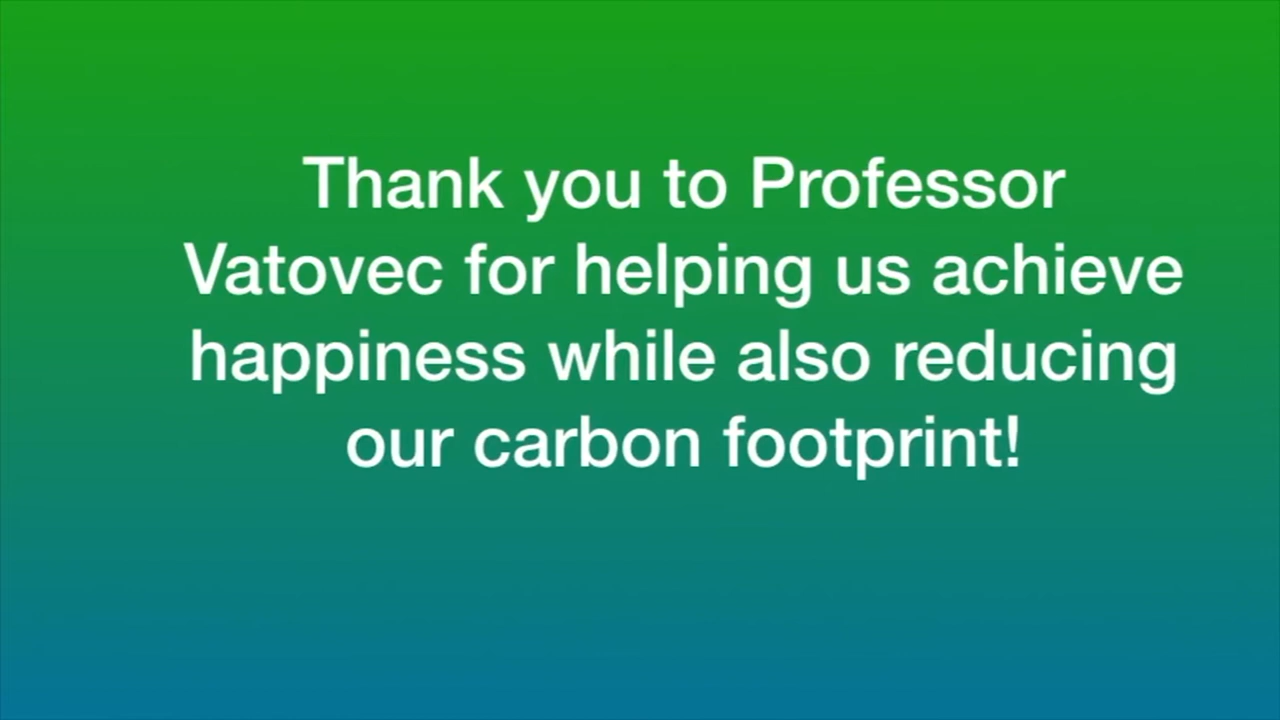 Thank you to Professor
Vatovec for helping us achieve
happiness while also reducing
our carbon footprint!